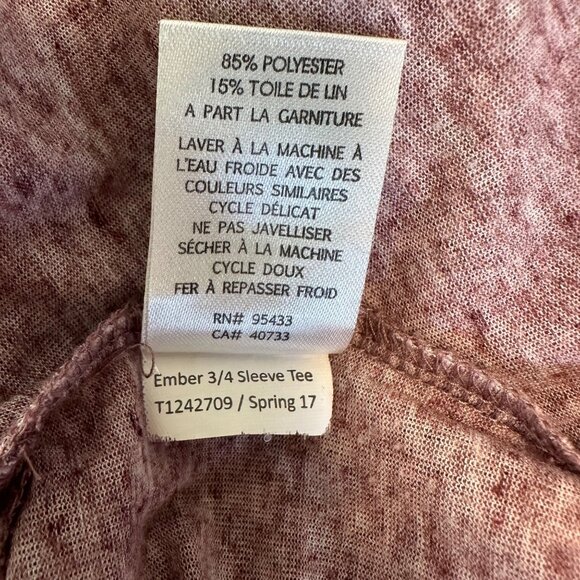 85% POLYESTER
15% TOILE DE LIN
A PART LA GARNITURE
LAVER À LA MACHINE À
L'EAU FROIDE AVEC DES
COULEURS SIMILAIRES
CYCLE DÉLICAT
NE PAS JAVELLISER
SÉCHER À LA MACHINE
CYCLE DOUX
FER À REPASSER FROID
RN# 95433
CA# 40733
Ember 3/4 Sleeve Tee
T1242709 / Spring 17